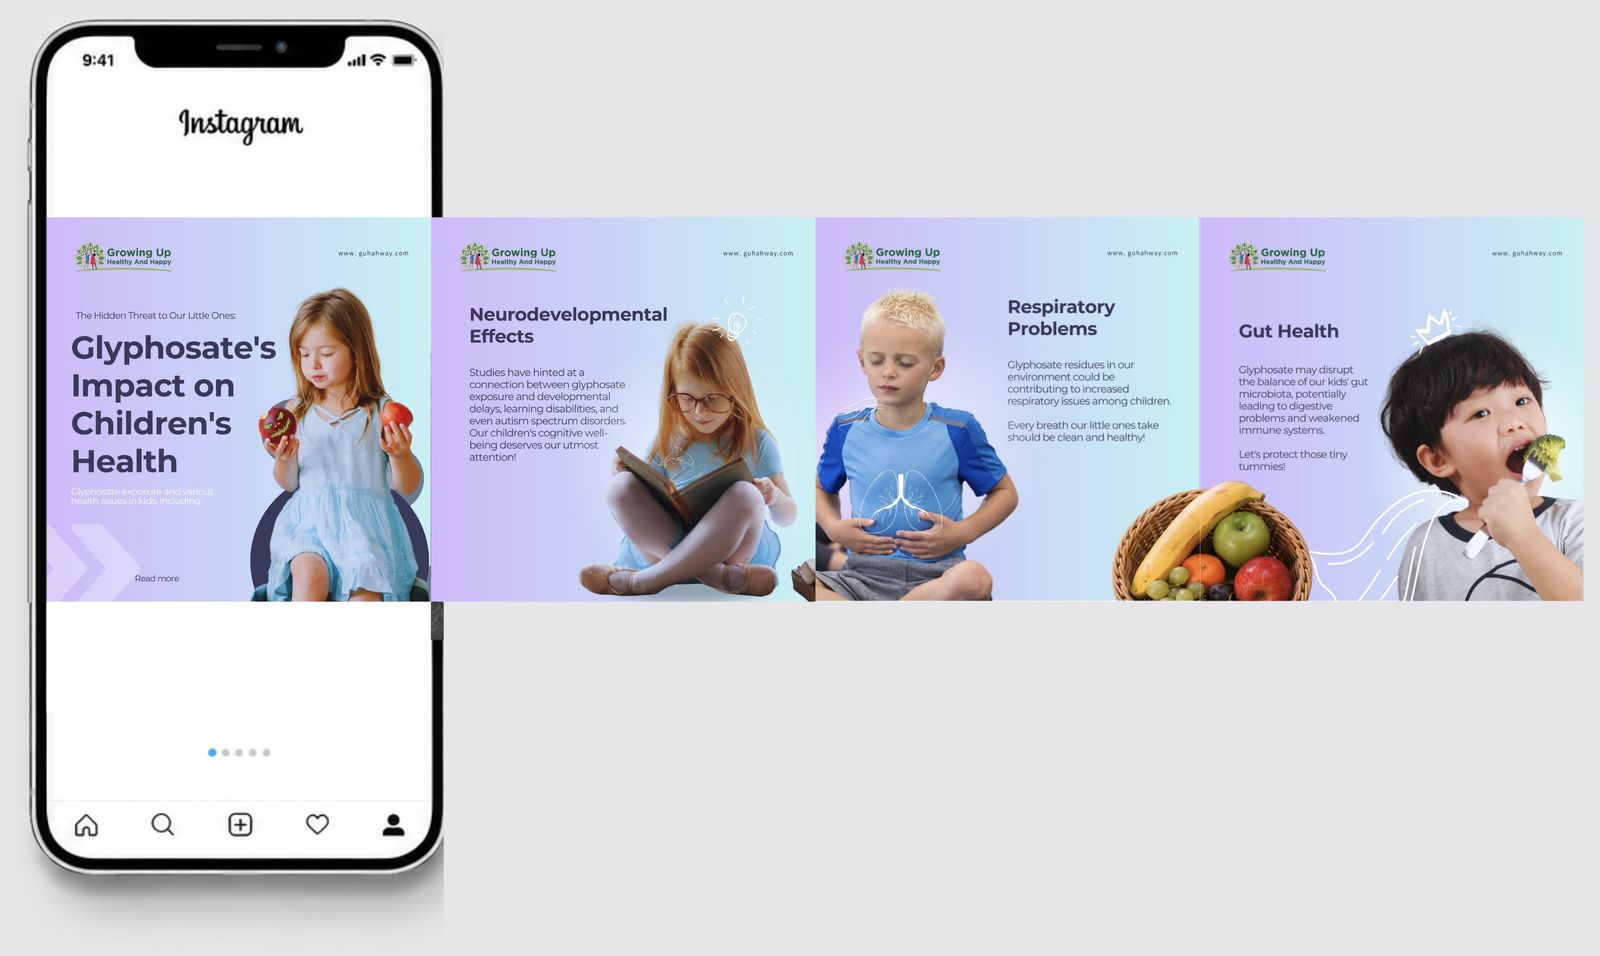 9:41
Instagram
Growing Up
Healthy And Happy
www. guhahway.com
The Hidden Threat to Our Little Ones:
Glyphosate's
Impact on
Children's
Health
Glyphosate exposure and various
health issues in kids, including:
Read more
Growing Up
Healthy And Happy
www. guhahway.com
Neurodevelopmental
Effects
Studies have hinted at a
connection between glyphosate
exposure and developmental
delays, learning disabilities, and
even autism spectrum disorders.
Our children's cognitive well-
being deserves our utmost
attention!
Growing Up
Healthy And Happy
www. guhahway.com
Respiratory
Problems
Glyphosate residues in our
environment could be
contributing to increased
respiratory issues among children.
Every breath our little ones take
should be clean and healthy!
Growing Up
Healthy And Happy
www. guhahway.com
Gut Health
Glyphosate may disrupt
the balance of our kids' gut
microbiota, potentially
leading to digestive
problems and weakened
immune systems.
Let's protect those tiny
tummies!